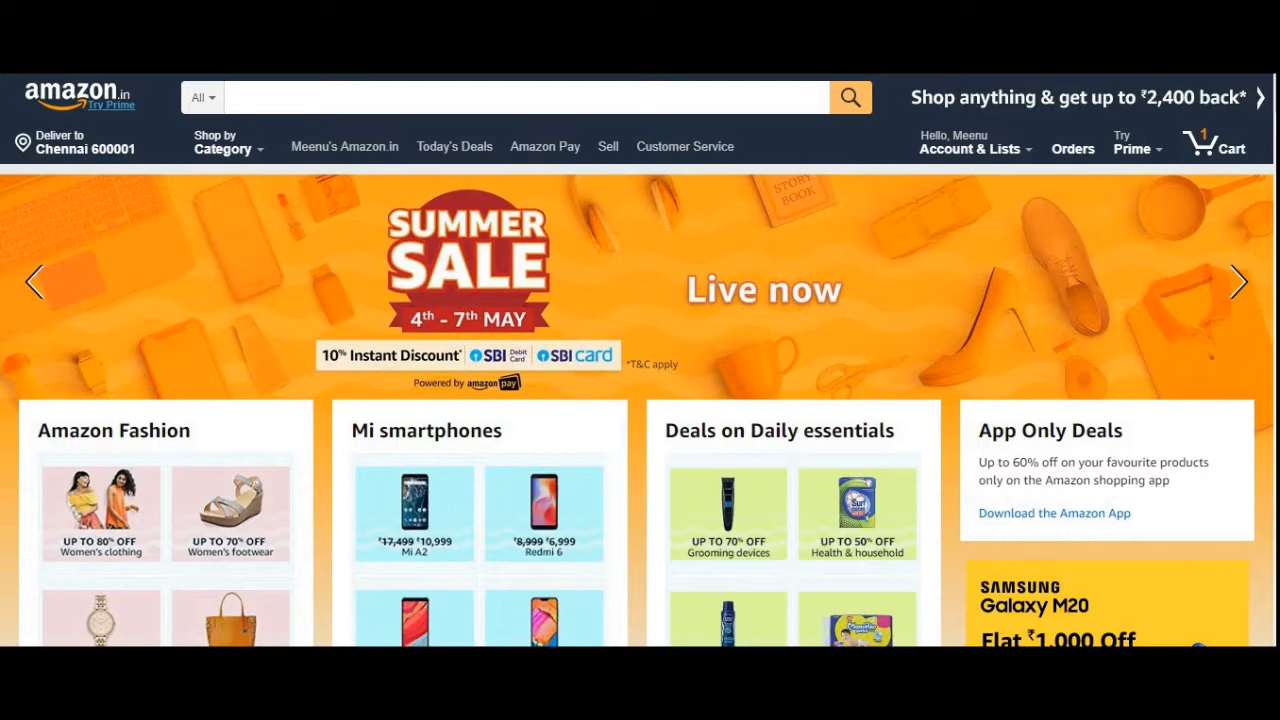 amazon.in
Try Prime
All
Shop anything & get up to ₹2,400 back*
Deliver to
Chennai 600001
Shop by
Category
Meenu's Amazon.in
Today's Deals
Amazon Pay
Sell
Customer Service
Hello, Meenu
Account & Lists
Orders
Try
Prime
1
Cart
STORY
BOOK
SUMMER
SALE
4th - 7th MAY
Live now
10% Instant Discount* SBI Debit Card SBI card
*T&C apply
Powered by amazon pay
Amazon Fashion
UP TO 80% OFF
Women's clothing
UP TO 70% OFF
Women's footwear
Mi smartphones
₹17,499 ₹10,999
Mi A2
₹8,999 ₹6,999
Redmi 6
Deals on Daily essentials
UP TO 70% OFF
Grooming devices
Surf
UP TO 50% OFF
Health & household
App Only Deals
Up to 60% off on your favourite products
only on the Amazon shopping app
Download the Amazon App
SAMSUNG
Galaxy M20
Flat ₹1,000 Off